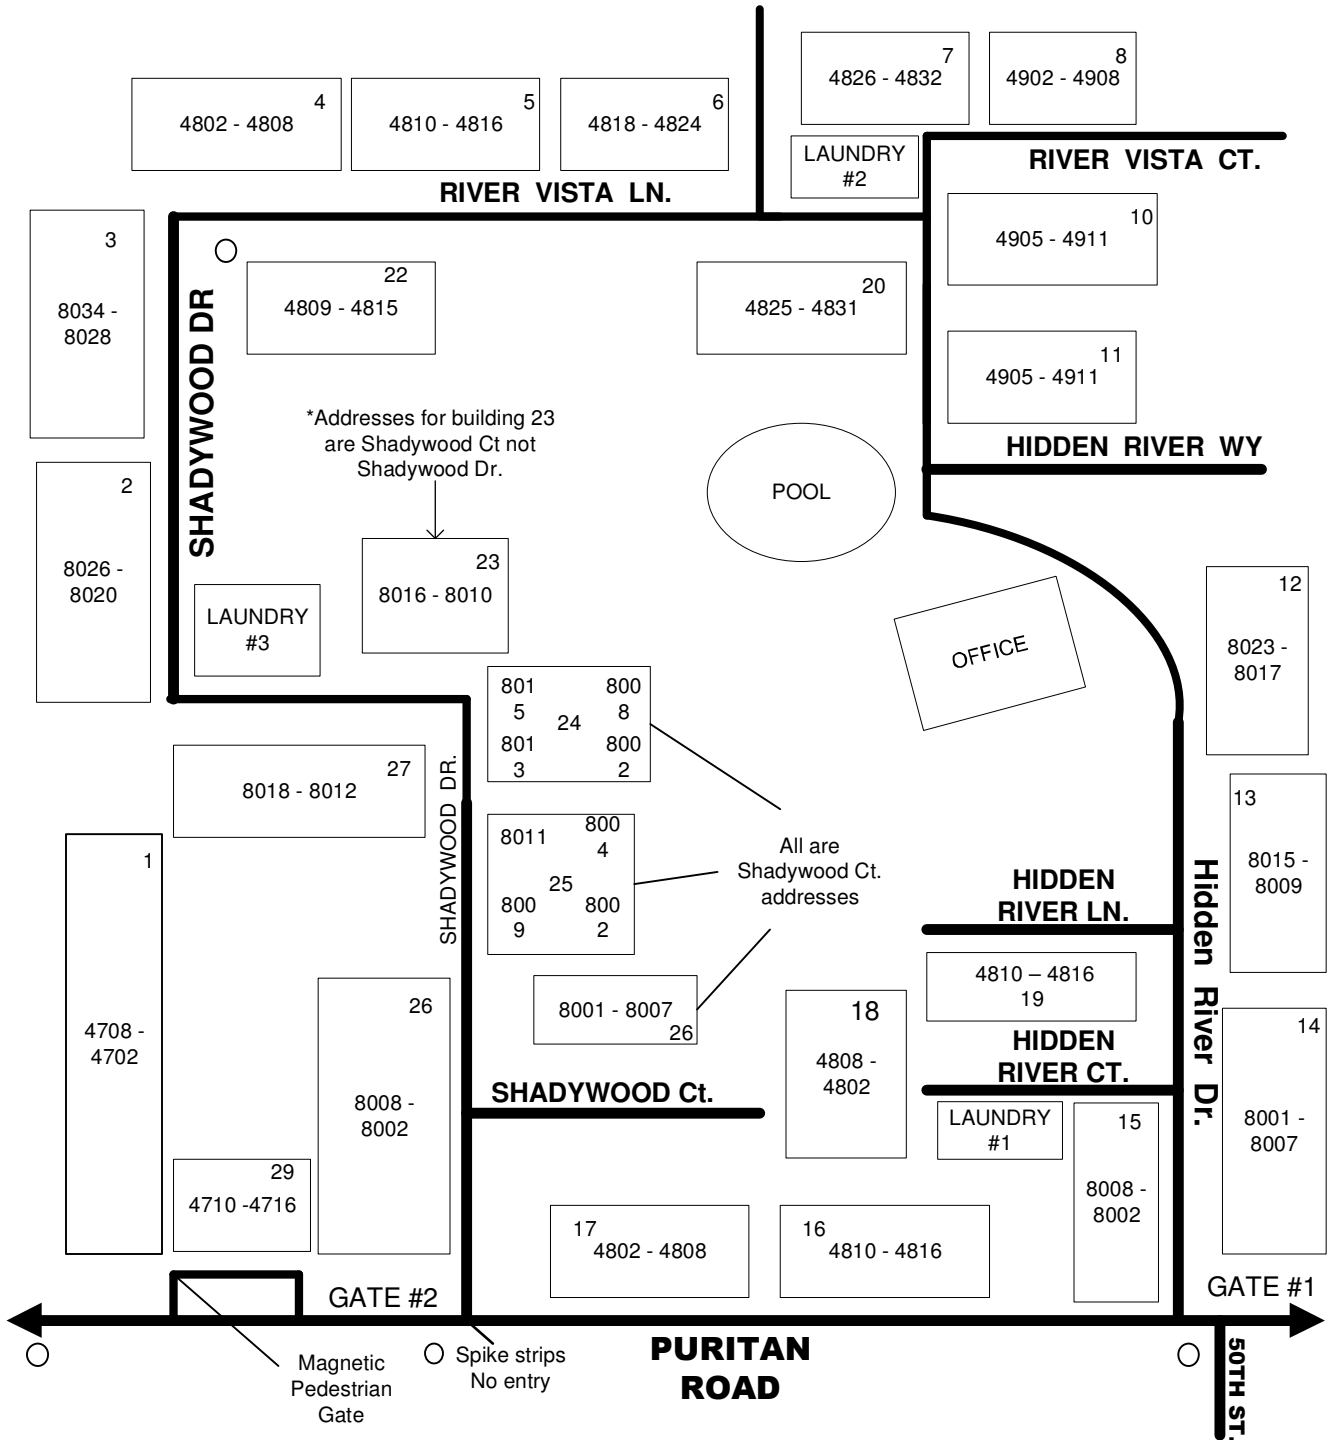 7
4826 - 4832
8
4902 - 4908
4
4802 - 4808
5
4810 - 4816
6
4818 - 4824
LAUNDRY
#2
RIVER VISTA CT.
RIVER VISTA LN.
10
4905 - 4911
3
8034 -
8028
22
4809 - 4815
20
4825 - 4831
SHADYWOOD DR
11
4905 - 4911
*Addresses for building 23
are Shadywood Ct not
Shadywood Dr.
HIDDEN RIVER WY
2
8026 -
8020
POOL
23
8016 - 8010
LAUNDRY
#3
OFFICE
12
8023 -
8017
801
5
800
8
24
801
3
800
2
27
8018 - 8012
SHADYWOOD DR.
13
8015 -
8009
8011
800
4
25
800
9
800
2
All are
Shadywood Ct.
addresses
1
4708 -
4702
HIDDEN
RIVER LN.
Hidden River Dr.
4810 – 4816
19
26
8008 -
8002
8001 - 8007
26
18
4808 -
4802
HIDDEN
RIVER CT.
14
8001 -
8007
SHADYWOOD Ct.
LAUNDRY
#1
15
8008 -
8002
29
4710 -4716
17
4802 - 4808
16
4810 - 4816
GATE #2
GATE #1
PURITAN
ROAD
Magnetic
Pedestrian
Gate
Spike strips
No entry
50TH ST.